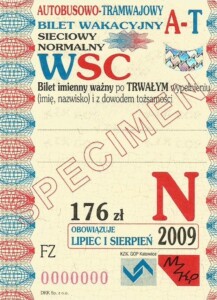 AUTOBUSOWO-TRAMWAJOWY
BILET WAKACYJNY A-T
SIECIOWY
NORMALNY
WSC
Bilet imienny ważny po TRWAŁYM wypełnieniu
(imię, nazwisko) i z dowodem tożsamości
SPECIMEN
176 zł N
OBOWIĄZUJE
LIPIEC I SIERPIEŃ 2009
FZ
KZK GOP Katowice
MZKP
0000000